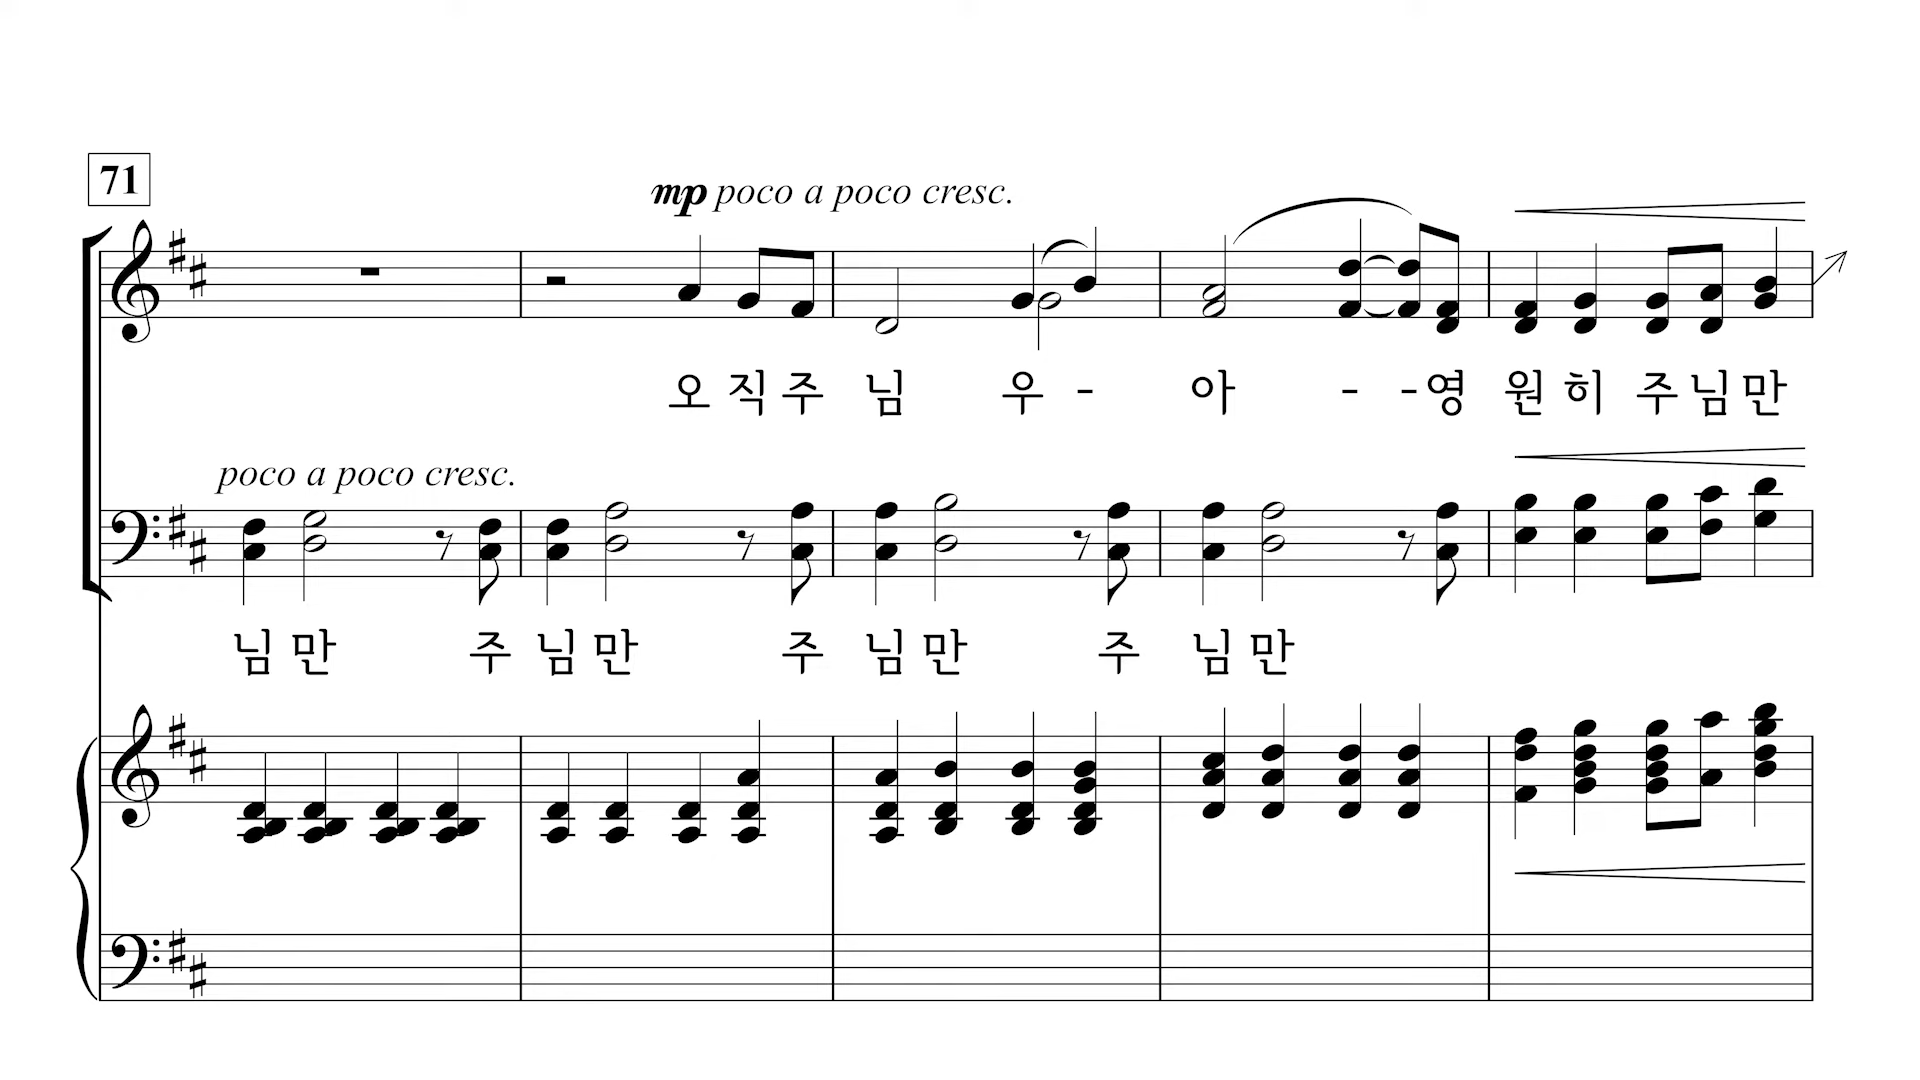 71
mp poco a poco cresc.
오 직 주 님 우 - 아 - - 영 원 히 주 님 만
poco a poco cresc.
님 만 주 님 만 주 님 만 주 님 만